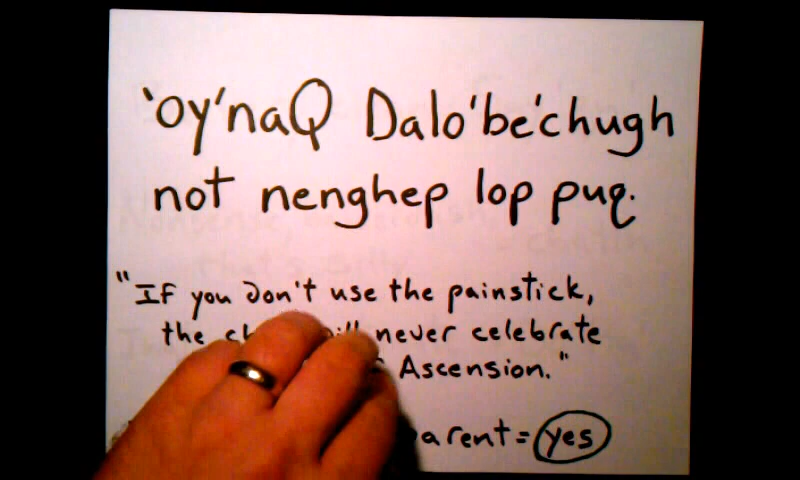 'oy'naQ Dalo'be'chugh
not nenghep lop puq.
"If you don't use the painstick,
the never celebrate
Ascension."
= yes